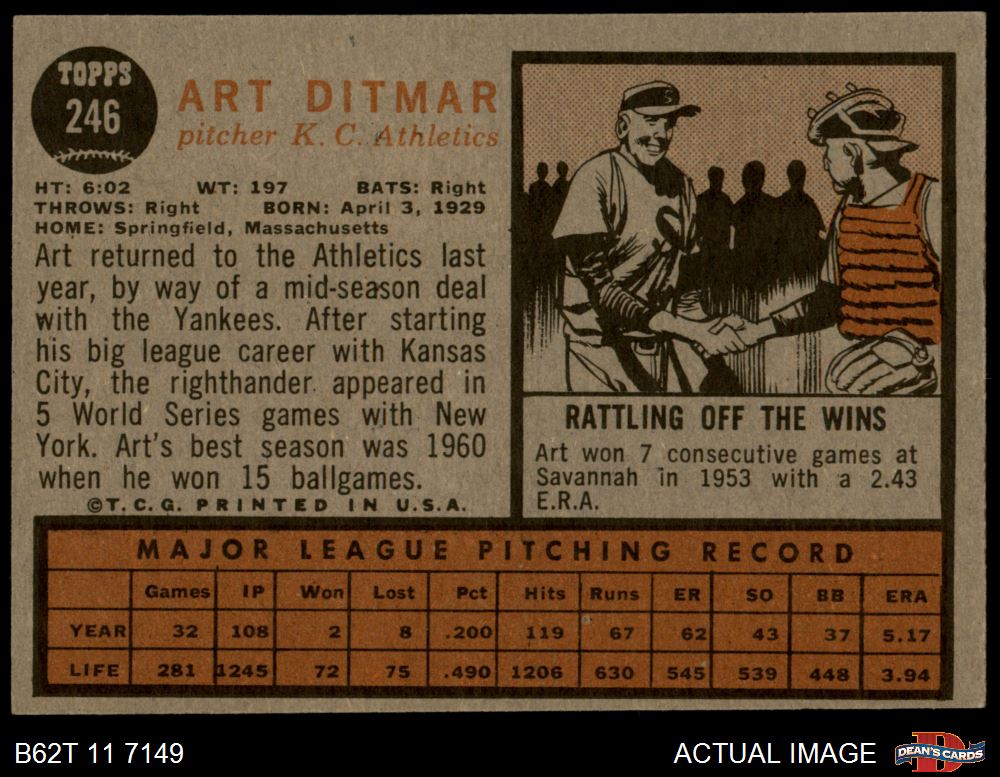 TOPPS
246
ART DITMAR
pitcher K. C. Athletics
HT: 6:02 WT: 197 BATS: Right
THROWS: Right BORN: April 3, 1929
HOME: Springfield, Massachusetts
Art returned to the Athletics last
year, by way of a mid-season deal
with the Yankees. After starting
his big league career with Kansas
City, the righthander appeared in
5 World Series games with New
York. Art's best season was 1960
when he won 15 ballgames.
©T.C.G. PRINTED IN U.S.A.
S
S
RATTLING OFF THE WINS
Art won 7 consecutive games at
Savannah in 1953 with a 2.43
E.R.A.
MAJOR LEAGUE PITCHING RECORD
Games IP Won Lost Pct Hits Runs ER SO BB ERA
YEAR 32 108 2 8 .200 119 67 62 43 37 5.17
LIFE 281 1245 72 75 .490 1206 630 545 539 448 3.94
B62T 11 7149
ACTUAL IMAGE
D
DEAN'S CARDS